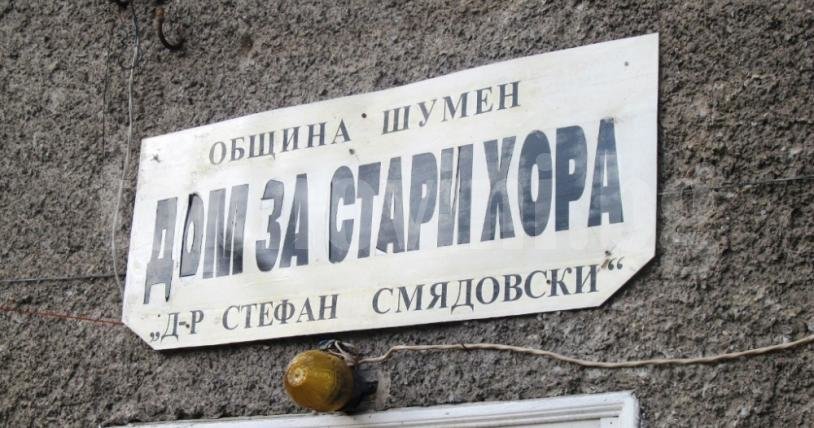 ОБЩИНА ШУМЕН
ДОМ ЗА СТАРИ ХОРА
„Д-Р СТЕФАН СМЯДОВСКИ“